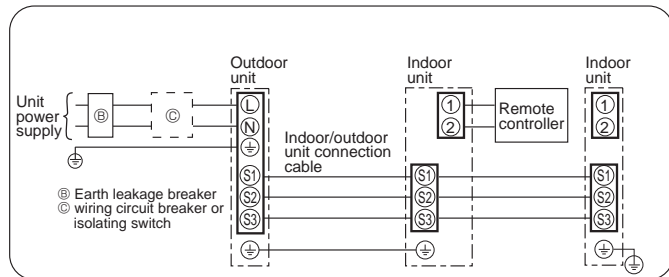 Outdoor
unit
Indoor
unit
Indoor
unit
Unit
power
supply
Ⓑ
Ⓒ
L
N
1
2
Remote
controller
1
2
Indoor/outdoor
unit connection
cable
S1
S2
S3
S1
S2
S3
S1
S2
S3
Ⓑ Earth leakage breaker
Ⓒ wiring circuit breaker or
isolating switch